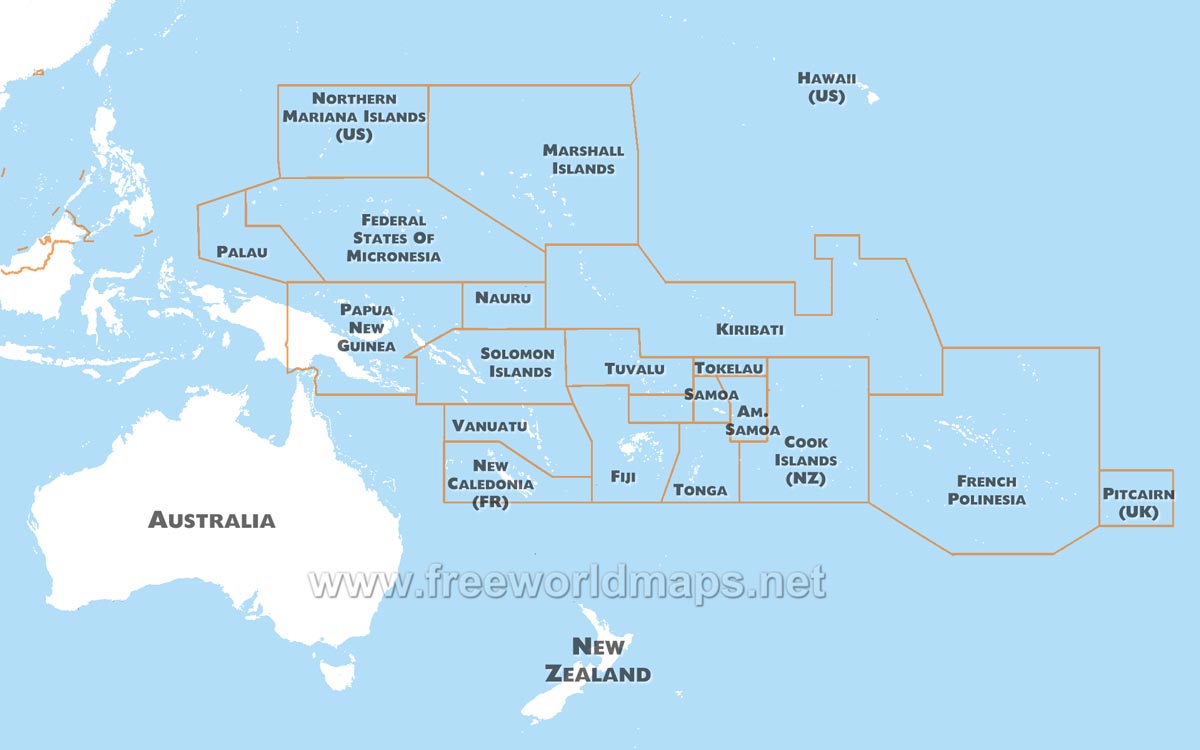 Hawaii
(US)
Northern
Mariana Islands
(US)
Marshall
Islands
Federal
States Of
Micronesia
Palau
Nauru
Papua
New
Guinea
Kiribati
Solomon
Islands
Tuvalu
Tokelau
Samoa
Am.
Samoa
Vanuatu
Cook
Islands
(NZ)
New
Caledonia
(FR)
Fiji
Tonga
French
Polinesia
Pitcairn
(UK)
Australia
www.freeworldmaps.net
New
Zealand